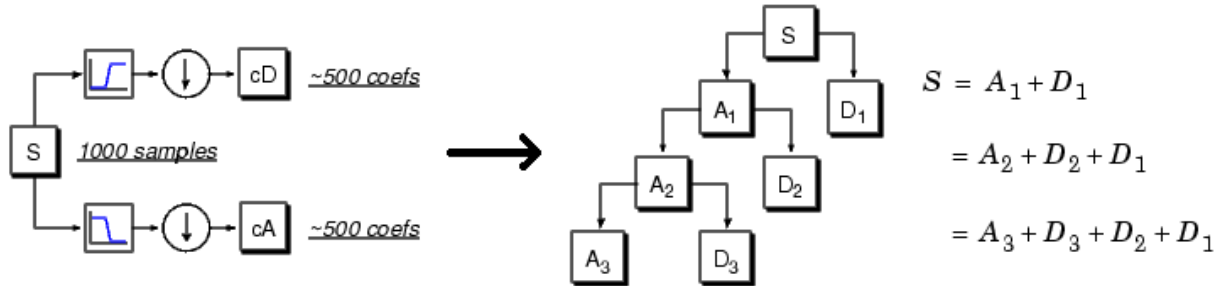 cD ~500 coefs
S 1000 samples
cA ~500 coefs
S
A1 D1
A2 D2
A3 D3
S = A1 + D1
= A2 + D2 + D1
= A3 + D3 + D2 + D1